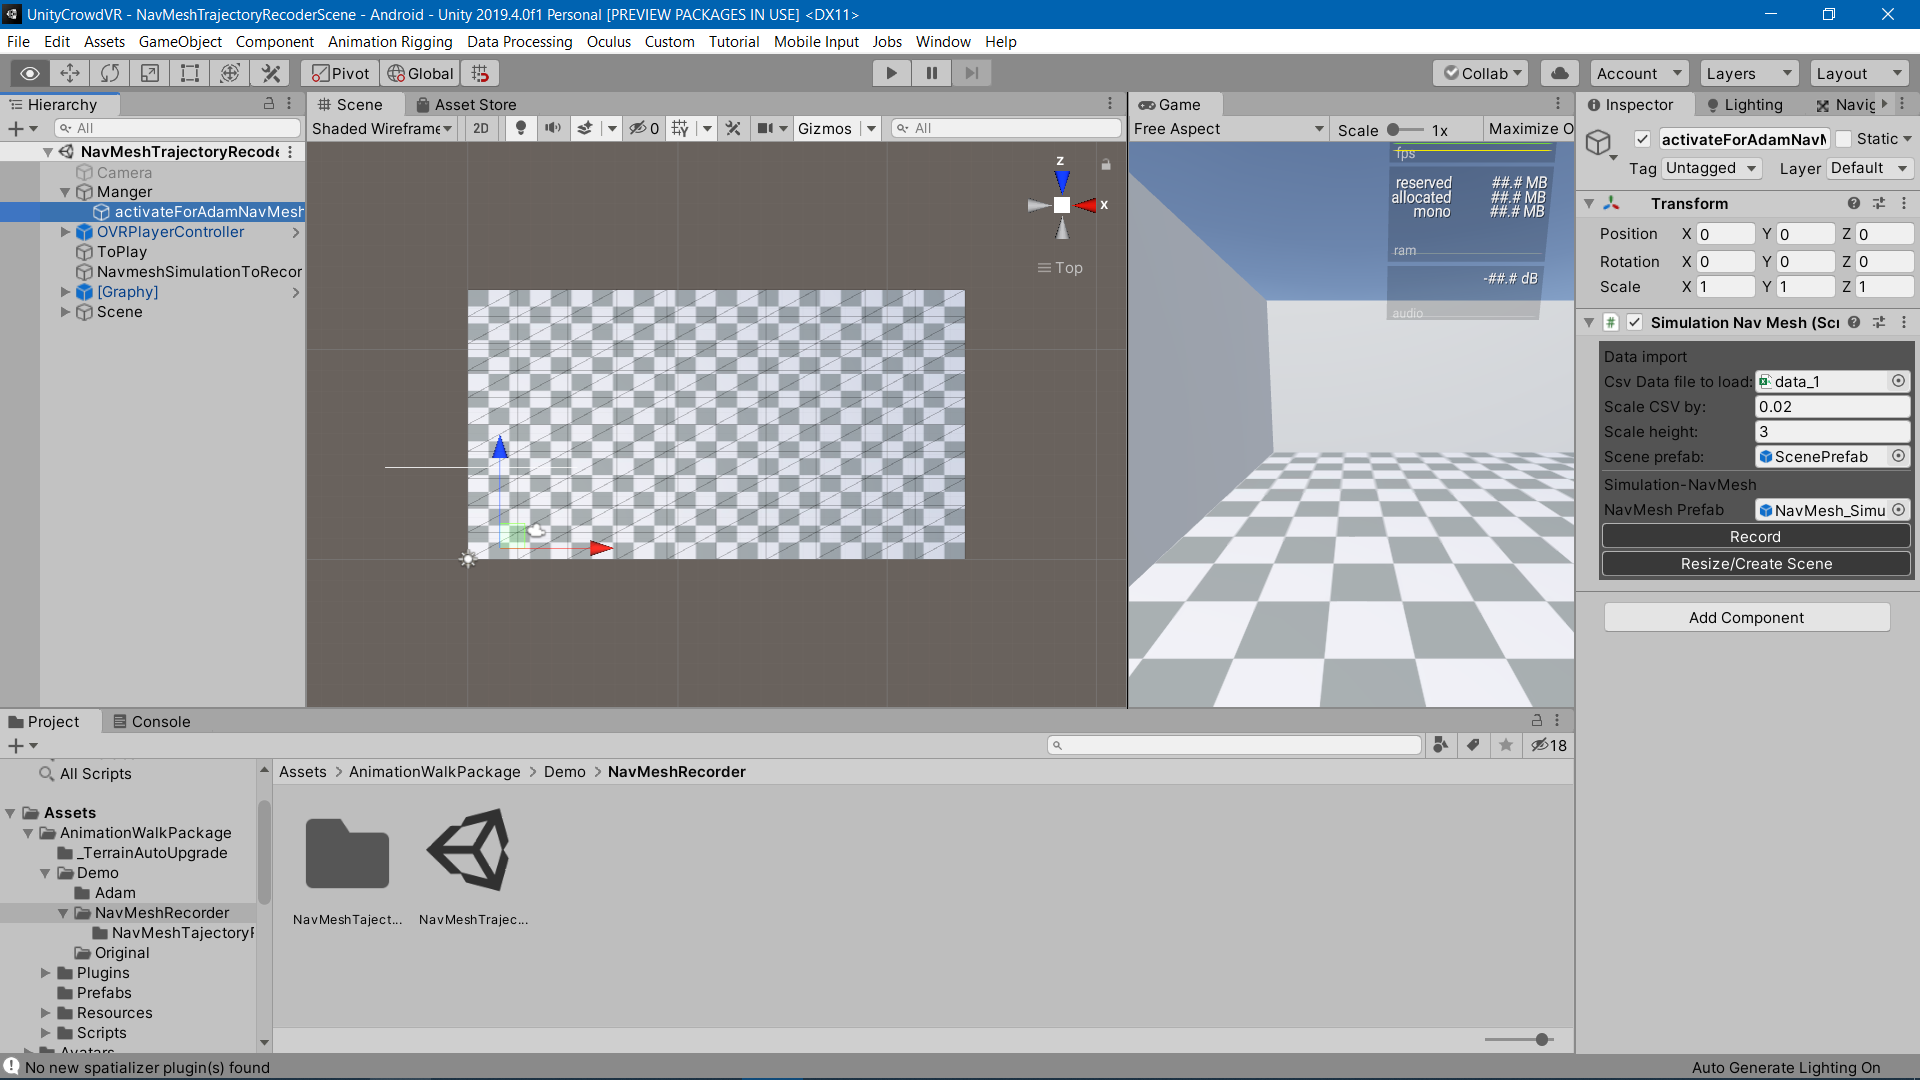 UnityCrowdVR - NavMeshTrajectoryRecoderScene - Android - Unity 2019.4.0f1 Personal [PREVIEW PACKAGES IN USE] <DX11>
File Edit Assets GameObject Component Animation Rigging Data Processing Oculus Custom Tutorial Mobile Input Jobs Window Help
Pivot Global Collab Account Layers Layout
Hierarchy
All
NavMeshTrajectoryRecode
Camera
Manger
activateForAdamNavMesh
OVRPlayerController
ToPlay
NavmeshSimulationToRecor
[Graphy]
Scene
Scene Asset Store
Shaded Wireframe 2D 0 Gizmos All
z
x
Top
Game
Free Aspect Scale 1x Maximize O
fps
reserved ##.# MB
allocated ##.# MB
mono ##.# MB
ram
-##.# dB
audio
Inspector Lighting Navig
activateForAdamNavM Static
Tag Untagged Layer Default
Transform
Position X 0 Y 0 Z 0
Rotation X 0 Y 0 Z 0
Scale X 1 Y 1 Z 1
# Simulation Nav Mesh (Scr
Data import
Csv Data file to load: data_1
Scale CSV by: 0.02
Scale height: 3
Scene prefab: ScenePrefab
Simulation-NavMesh
NavMesh Prefab NavMesh_Simu
Record
Resize/Create Scene
Add Component
Project Console
18
All Scripts
Assets
AnimationWalkPackage
_TerrainAutoUpgrade
Demo
Adam
NavMeshRecorder
NavMeshTajectoryF
Original
Plugins
Prefabs
Resources
Scripts
Avatars
Assets > AnimationWalkPackage > Demo > NavMeshRecorder
NavMeshTaject... NavMeshTrajec...
No new spatializer plugin(s) found
Auto Generate Lighting On